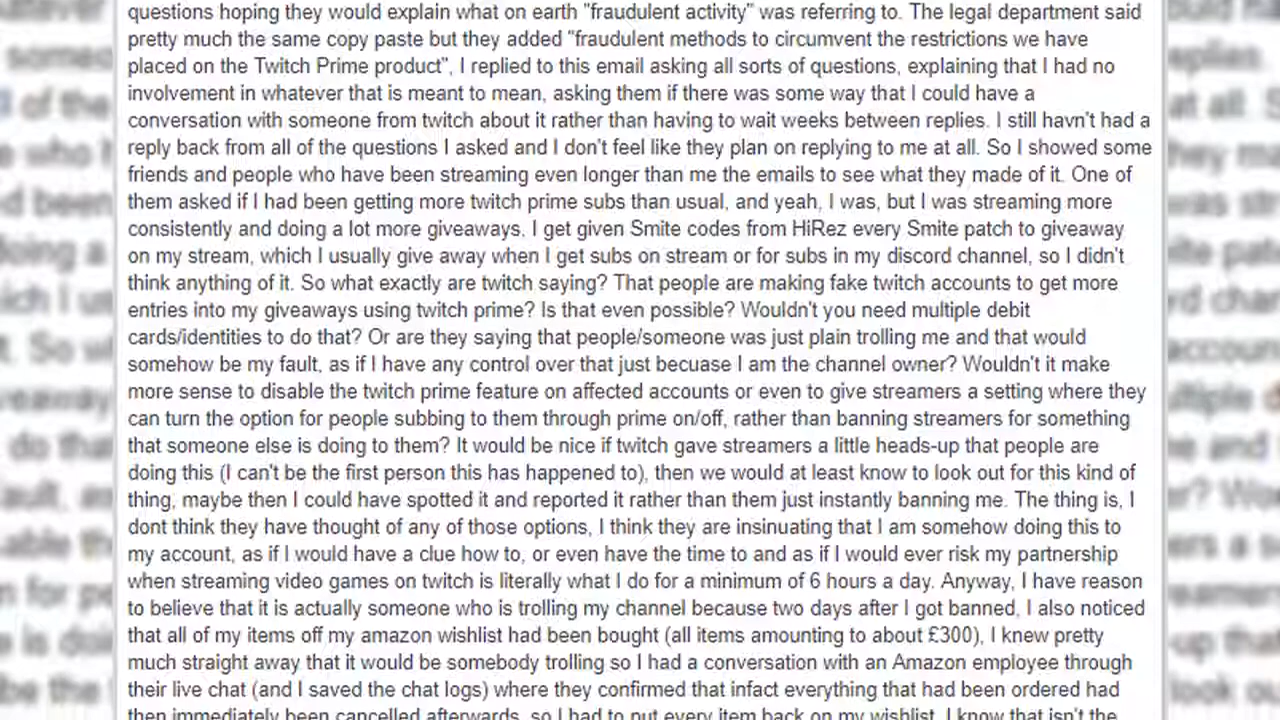 questions hoping they would explain what on earth "fraudulent activity" was referring to. The legal department said
pretty much the same copy paste but they added "fraudulent methods to circumvent the restrictions we have
placed on the Twitch Prime product", I replied to this email asking all sorts of questions, explaining that I had no
involvement in whatever that is meant to mean, asking them if there was some way that I could have a
conversation with someone from twitch about it rather than having to wait weeks between replies. I still havn't had a
reply back from all of the questions I asked and I don't feel like they plan on replying to me at all. So I showed some
friends and people who have been streaming even longer than me the emails to see what they made of it. One of
them asked if I had been getting more twitch prime subs than usual, and yeah, I was, but I was streaming more
consistently and doing a lot more giveaways, I get given Smite codes from HiRez every Smite patch to giveaway
on my stream, which I usually give away when I get subs on stream or for subs in my discord channel, so I didn't
think anything of it. So what exactly are twitch saying? That people are making fake twitch accounts to get more
entries into my giveaways using twitch prime? Is that even possible? Wouldn't you need multiple debit
cards/identities to do that? Or are they saying that people/someone was just plain trolling me and that would
somehow be my fault, as if I have any control over that just becuase I am the channel owner? Wouldn't it make
more sense to disable the twitch prime feature on affected accounts or even to give streamers a setting where they
can turn the option for people subbing to them through prime on/off, rather than banning streamers for something
that someone else is doing to them? It would be nice if twitch gave streamers a little heads-up that people are
doing this (I can't be the first person this has happened to), then we would at least know to look out for this kind of
thing, maybe then I could have spotted it and reported it rather than them just instantly banning me. The thing is, I
dont think they have thought of any of those options, I think they are insinuating that I am somehow doing this to
my account, as if I would have a clue how to, or even have the time to and as if I would ever risk my partnership
when streaming video games on twitch is literally what I do for a minimum of 6 hours a day. Anyway, I have reason
to believe that it is actually someone who is trolling my channel because two days after I got banned, I also noticed
that all of my items off my amazon wishlist had been bought (all items amounting to about £300), I knew pretty
much straight away that it would be somebody trolling so I had a conversation with an Amazon employee through
their live chat (and I saved the chat logs) where they confirmed that infact everything that had been ordered had
then immediately been cancelled afterwards, so I had to put every item back on my wishlist. I know that isn't the